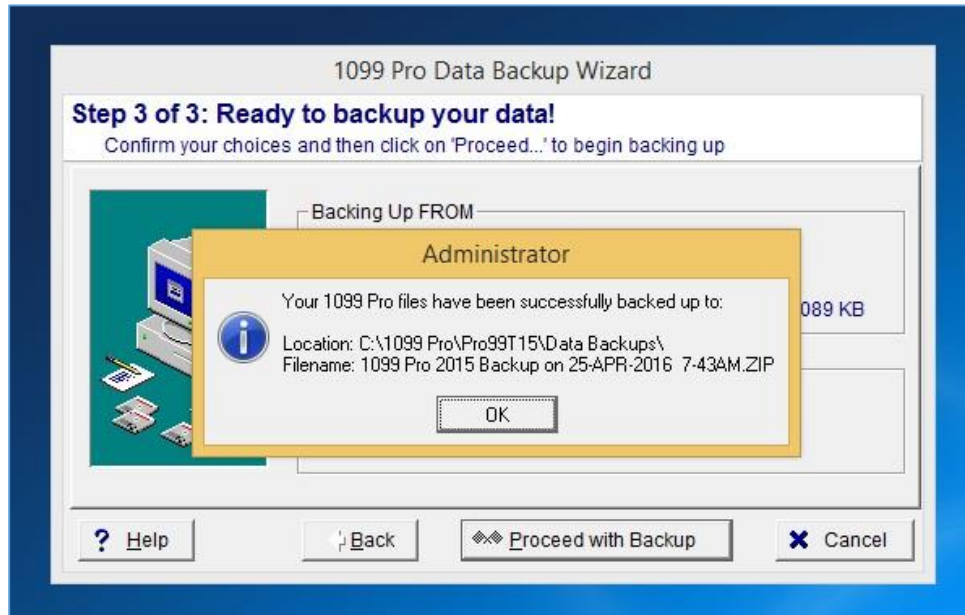 1099 Pro Data Backup Wizard
Step 3 of 3: Ready to backup your data!
Confirm your choices and then click on 'Proceed...' to begin backing up
Backing Up FROM
Administrator
Your 1099 Pro files have been successfully backed up to:
089 KB
Location: C:\1099 Pro\Pro99T15\Data Backups\
Filename: 1099 Pro 2015 Backup on 25-APR-2016  7-43AM.ZIP
OK
? Help
Back
Proceed with Backup
Cancel